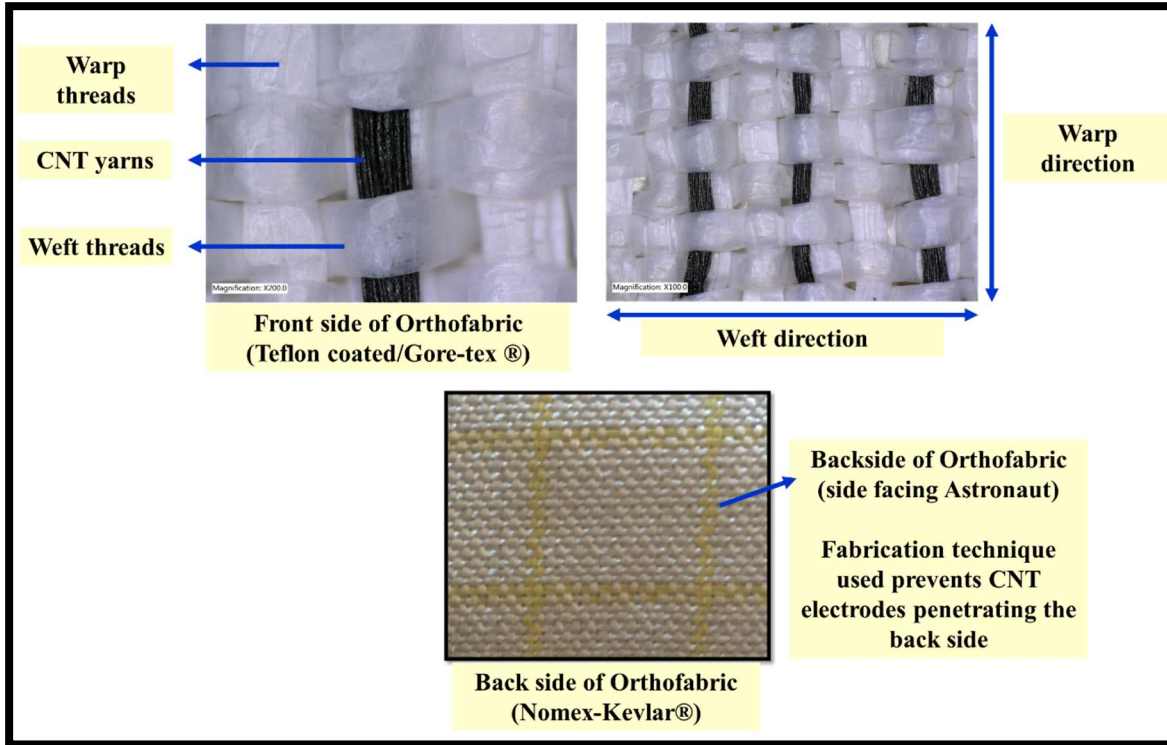 Warp
threads
CNT yarns
Weft threads
Magnification: X200.0
Front side of Orthofabric
(Teflon coated/Gore-tex ®)
Magnification: X100.0
Warp
direction
Weft direction
Backside of Orthofabric
(side facing Astronaut)
Fabrication technique
used prevents CNT
electrodes penetrating the
back side
Back side of Orthofabric
(Nomex-Kevlar®)